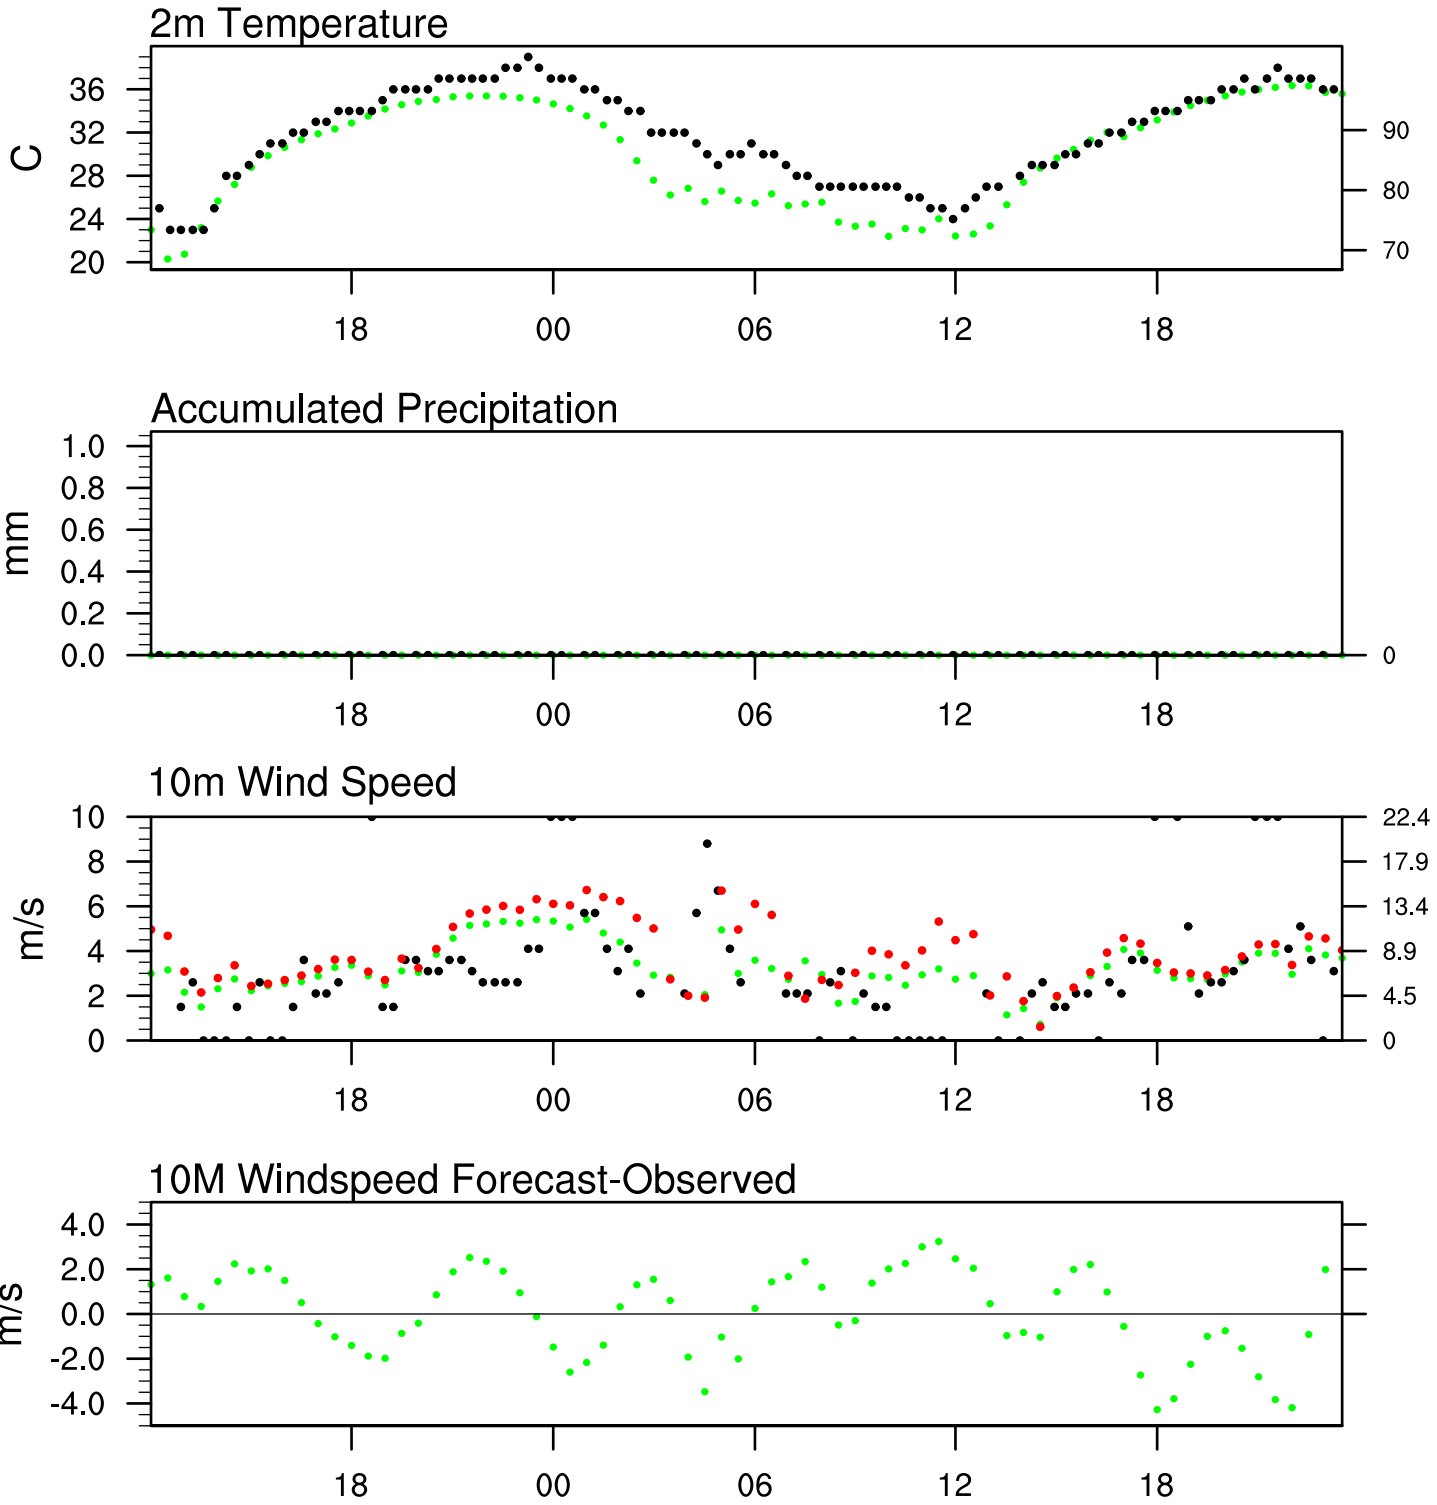 2m Temperature
36
32
28
24
20
C
90
80
70
18 00 06 12 18
Accumulated Precipitation
1.0
0.8
0.6
0.4
0.2
0.0
mm
0
18 00 06 12 18
10m Wind Speed
10
8
6
4
2
0
m/s
22.4
17.9
13.4
8.9
4.5
0
18 00 06 12 18
10M Windspeed Forecast-Observed
4.0
2.0
0.0
-2.0
-4.0
m/s
18 00 06 12 18